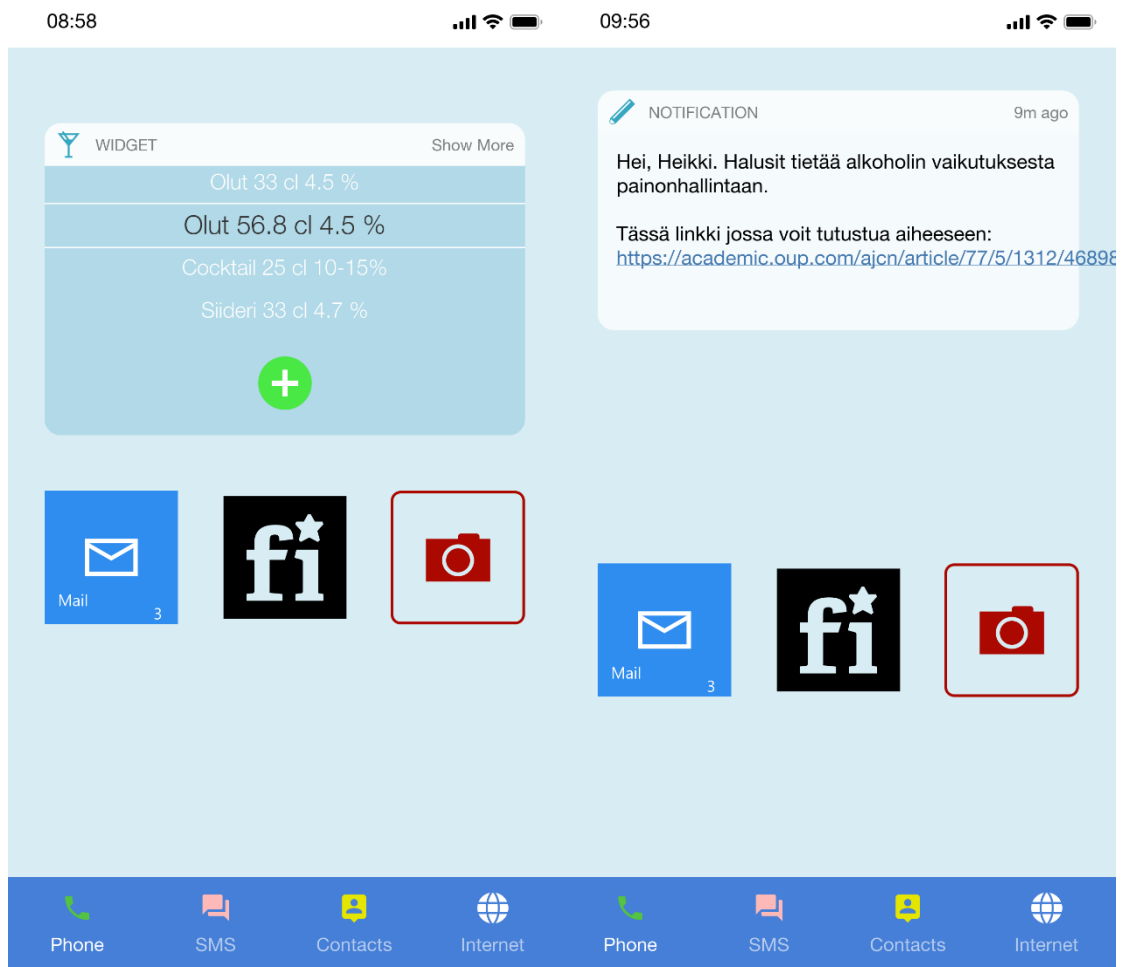 08:58
WIDGET
Show More
Olut 33 cl 4.5 %
Olut 56.8 cl 4.5 %
Cocktail 25 cl 10-15%
Siideri 33 cl 4.7 %
Mail
3
fi
Phone
SMS
Contacts
Internet
09:56
NOTIFICATION
9m ago
Hei, Heikki. Halusit tietää alkoholin vaikutuksesta
painonhallintaan.
Tässä linkki jossa voit tutustua aiheeseen:
https://academic.oup.com/ajcn/article/77/5/1312/46898
Mail
3
fi
Phone
SMS
Contacts
Internet